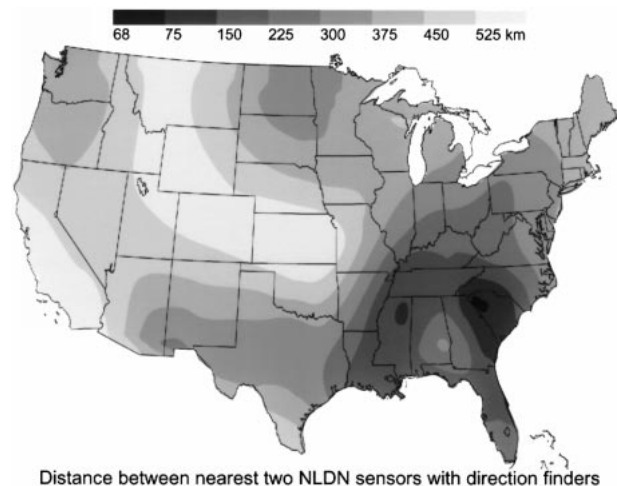 68 75 150 225 300 375 450 525 km
Distance between nearest two NLDN sensors with direction finders